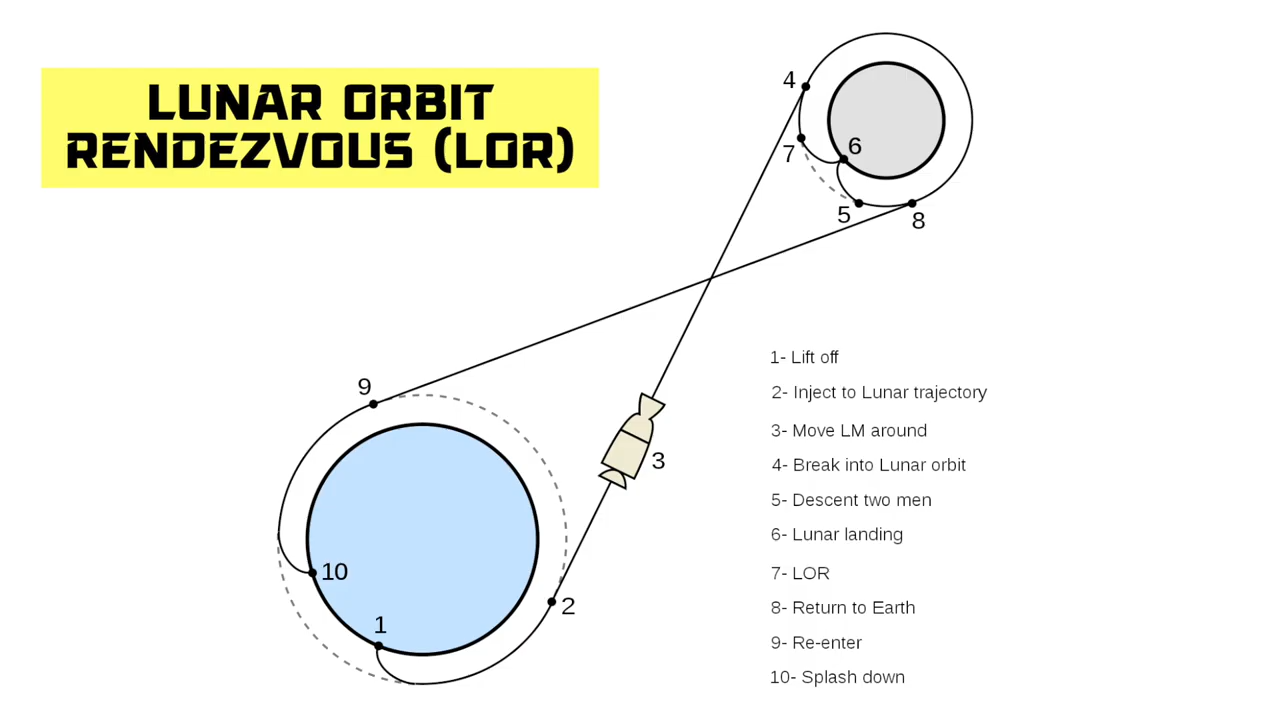 LUNAR ORBIT
RENDEZVOUS (LOR)
4
6
7
5
8
9
3
10
2
1
1- Lift off
2- Inject to Lunar trajectory
3- Move LM around
4- Break into Lunar orbit
5- Descent two men
6- Lunar landing
7- LOR
8- Return to Earth
9- Re-enter
10- Splash down